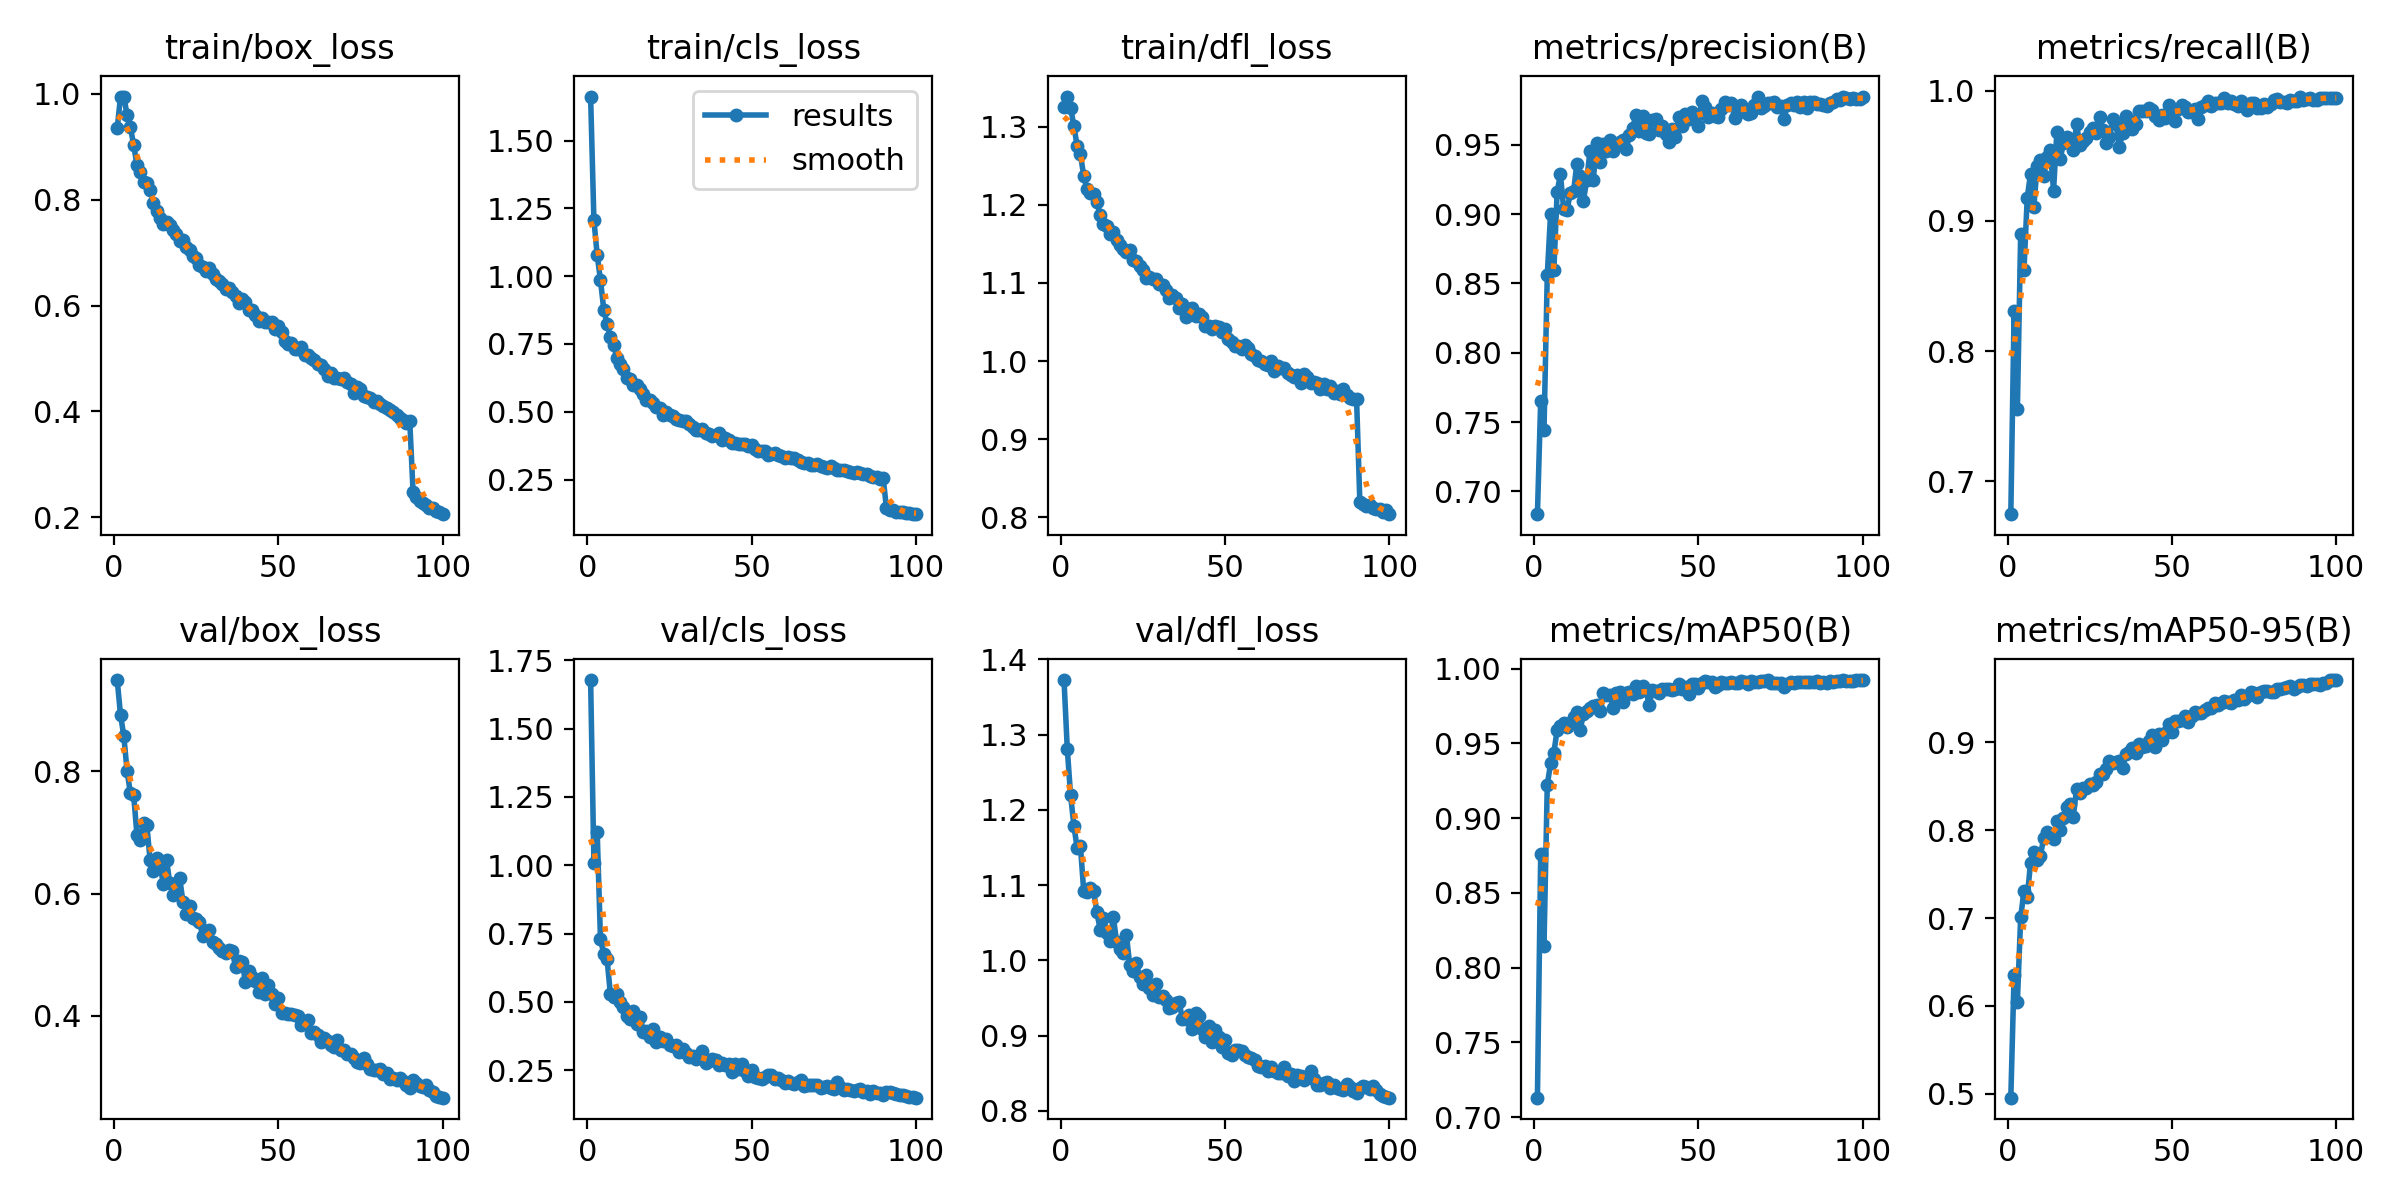 train/box_loss
train/cls_loss
train/dfl_loss
metrics/precision(B)
metrics/recall(B)
1.0
0.8
0.6
0.4
0.2
0 50 100
results
smooth
1.50
1.25
1.00
0.75
0.50
0.25
0 50 100
1.3
1.2
1.1
1.0
0.9
0.8
0 50 100
0.95
0.90
0.85
0.80
0.75
0.70
0 50 100
1.0
0.9
0.8
0.7
0 50 100
val/box_loss
val/cls_loss
val/dfl_loss
metrics/mAP50(B)
metrics/mAP50-95(B)
0.8
0.6
0.4
0 50 100
1.75
1.50
1.25
1.00
0.75
0.50
0.25
0 50 100
1.4
1.3
1.2
1.1
1.0
0.9
0.8
0 50 100
1.00
0.95
0.90
0.85
0.80
0.75
0.70
0 50 100
0.9
0.8
0.7
0.6
0.5
0 50 100